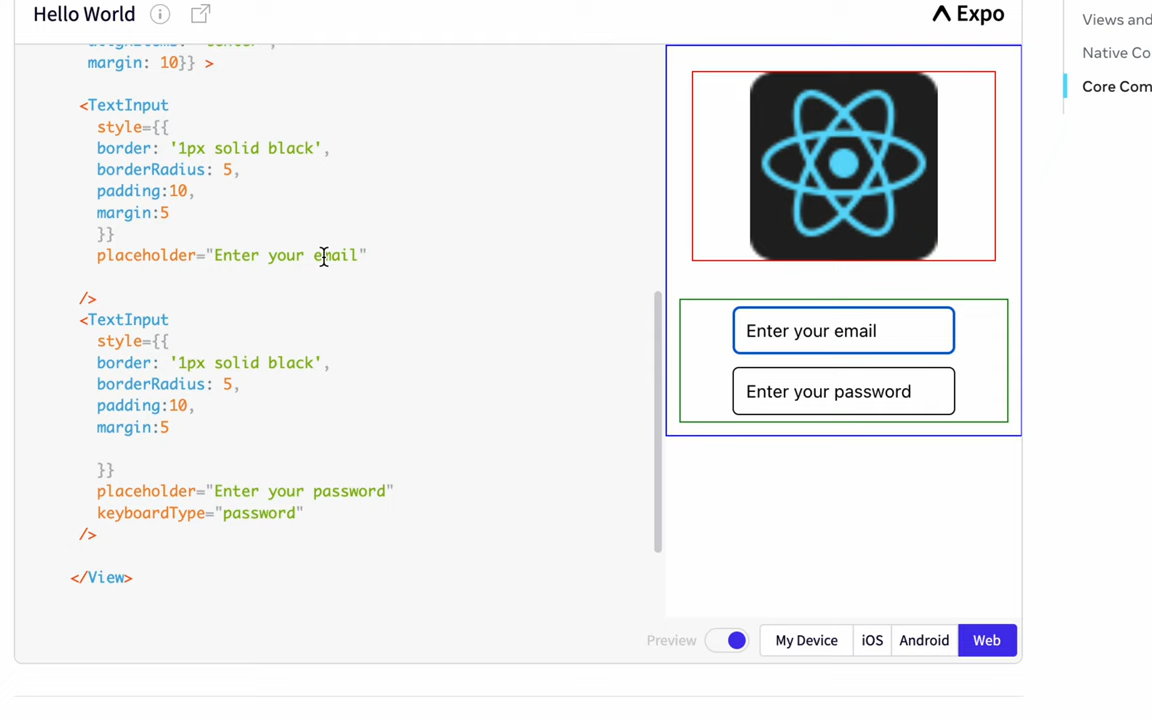 Hello World
Expo
Views and
Native Co
Core Com
margin: 10}} >
<TextInput
style={{
border: '1px solid black',
borderRadius: 5,
padding:10,
margin:5
}}
placeholder="Enter your email"
/>
<TextInput
style={{
border: '1px solid black',
borderRadius: 5,
padding:10,
margin:5
}}
placeholder="Enter your password"
keyboardType="password"
/>
</View>
Enter your email
Enter your password
Preview
My Device
iOS
Android
Web